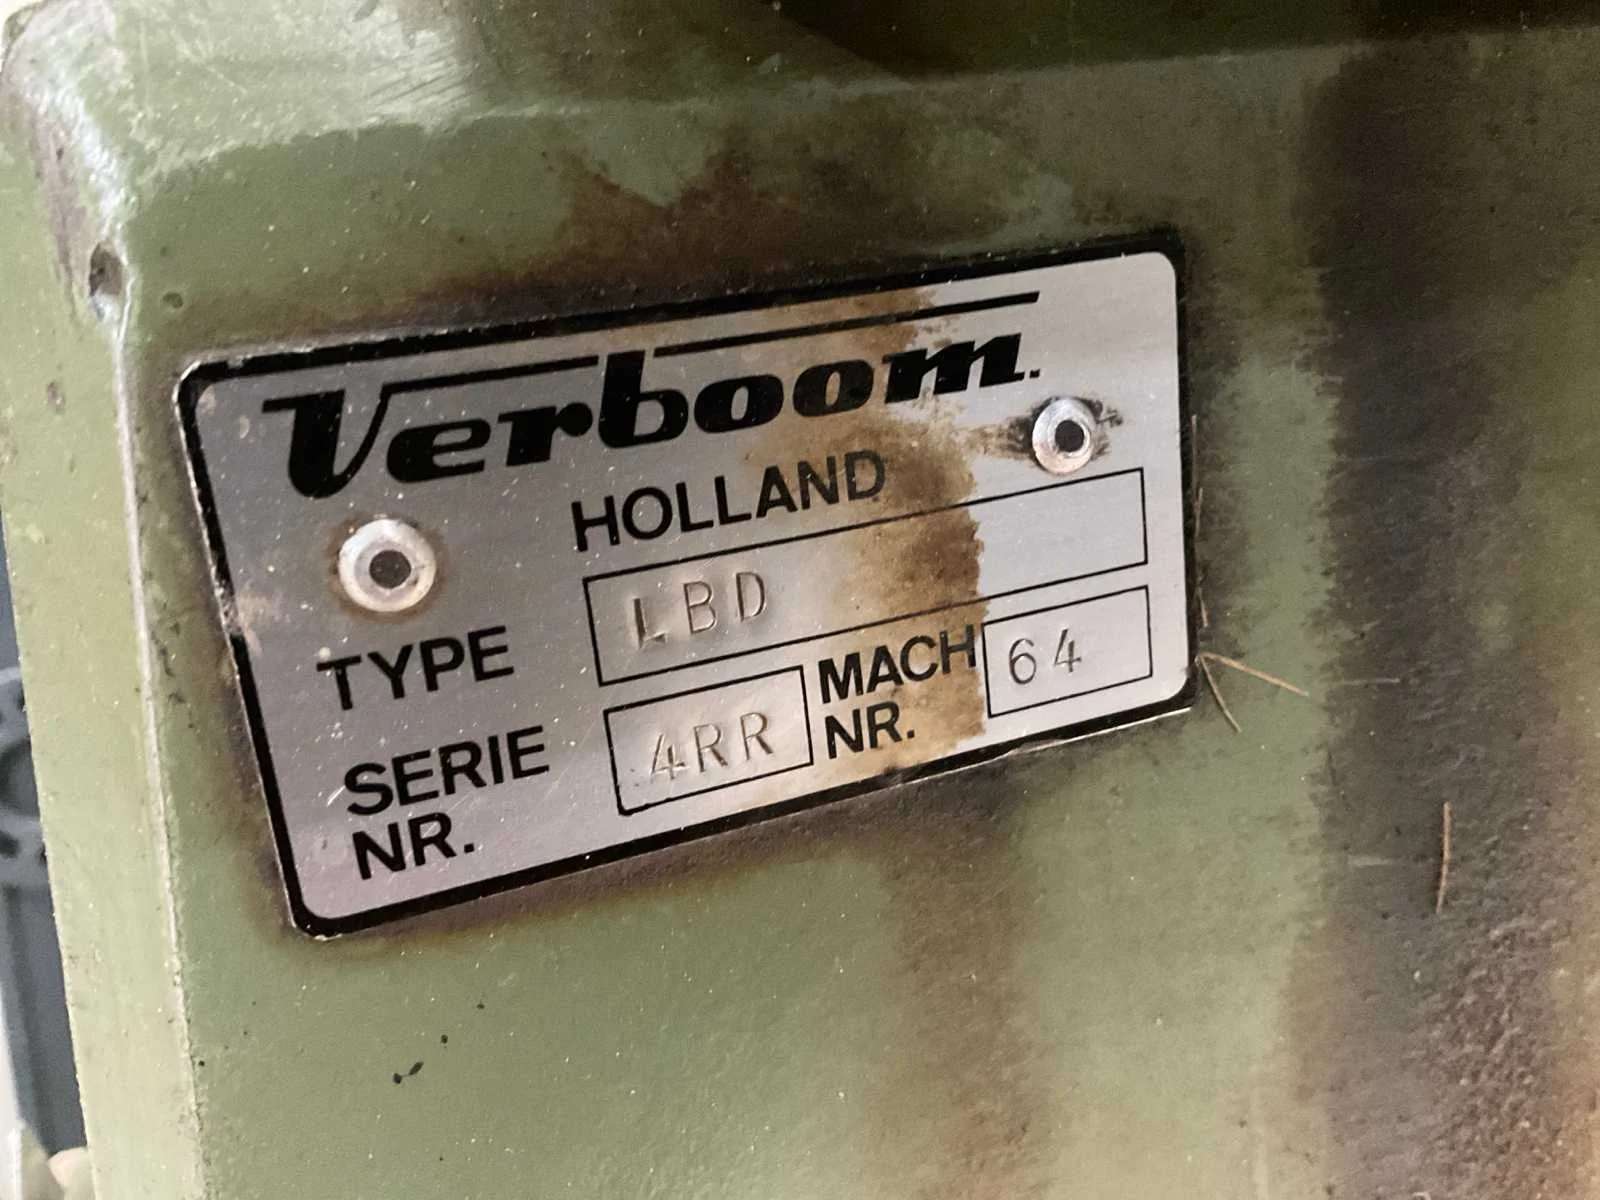 Verboom.
HOLLAND
TYPE LBD
SERIE NR. 4RR MACH NR. 64